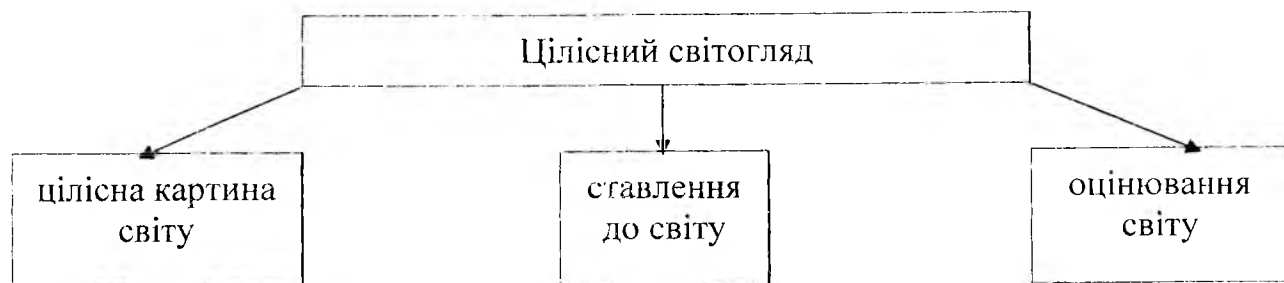 Цілісний світогляд
цілісна картина
світу
ставлення
до світу
оцінювання
світу